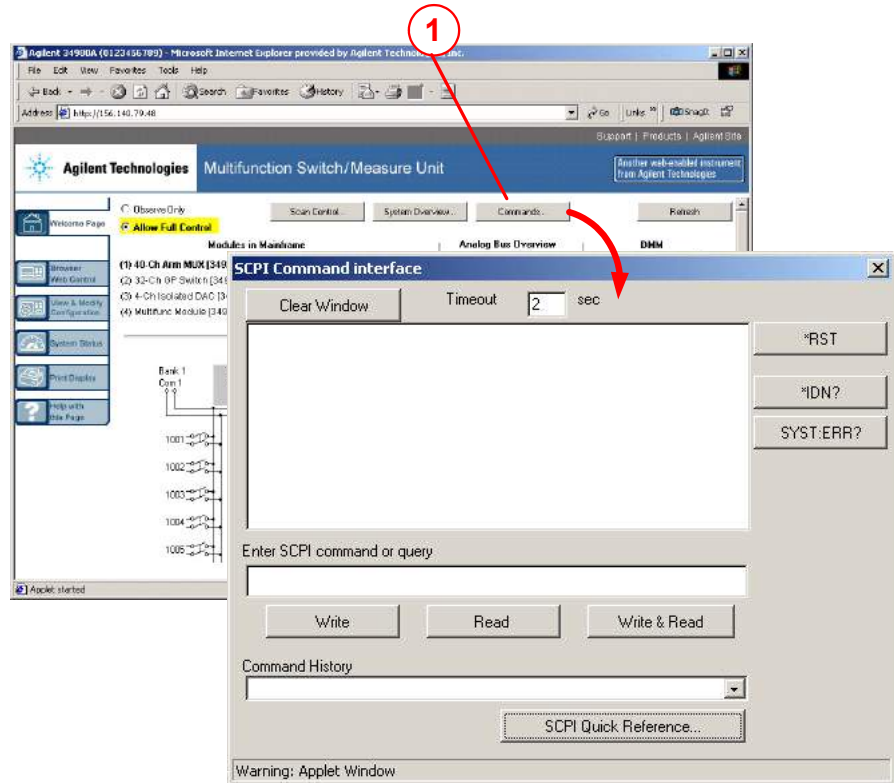 1
Agilent 34980A (0123456789) - Microsoft Internet Explorer provided by Agilent Technologies, Inc.
File Edit View Favorites Tools Help
Back Search Favorites History
Address http://156.140.79.48 Go Links » SnagIt
Support | Products | Agilent Site
Agilent Technologies Multifunction Switch/Measure Unit
Another web-enabled instrument
from Agilent Technologies
Welcome Page
Observe Only
Allow Full Control
Scan Control... System Overview... Commands... Refresh
Modules in Mainframe Analog Bus Overview DMM
Browser
Web Control
View & Modify
Configuration
System Status
Print Display
Help with
this Page
(1) 40-Ch Arm MUX [349
(2) 32-Ch GP Switch [349
(3) 4-Ch Isolated DAC [3
(4) Multifunc Module [349
Bank 1
Com 1
1001
1002
1003
1004
1005
Applet started
SCPI Command interface
Clear Window Timeout 2 sec
*RST
*IDN?
SYST:ERR?
Enter SCPI command or query
Write Read Write & Read
Command History
SCPI Quick Reference...
Warning: Applet Window